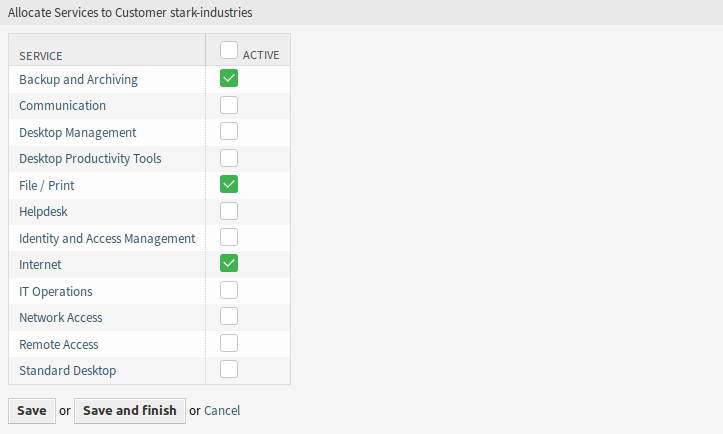 Allocate Services to Customer stark-industries
SERVICE ACTIVE
Backup and Archiving
Communication
Desktop Management
Desktop Productivity Tools
File / Print
Helpdesk
Identity and Access Management
Internet
IT Operations
Network Access
Remote Access
Standard Desktop
Save or Save and finish or Cancel